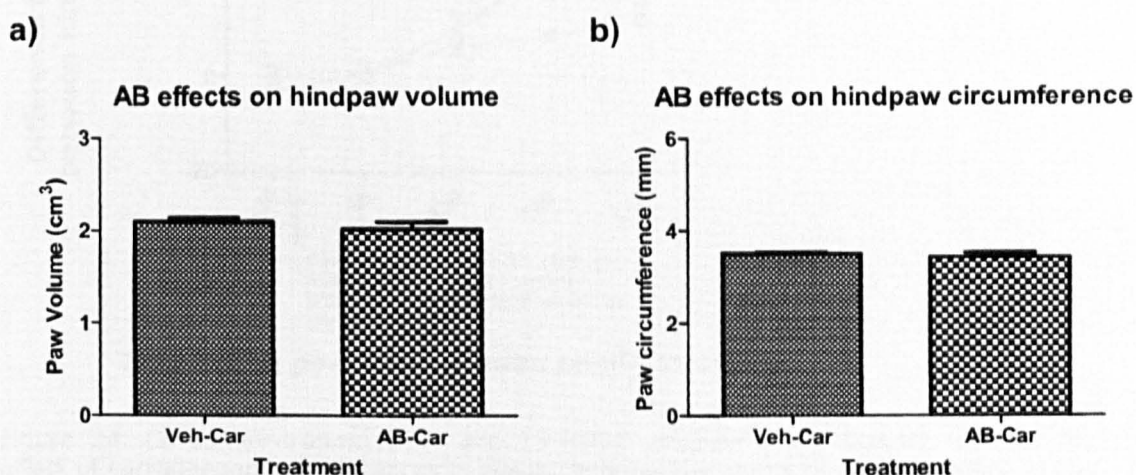 a)
AB effects on hindpaw volume
Paw Volume (cm³)
3
2
1
0
Veh-Car
AB-Car
Treatment
b)
AB effects on hindpaw circumference
Paw circumference (mm)
6
4
2
0
Veh-Car
AB-Car
Treatment